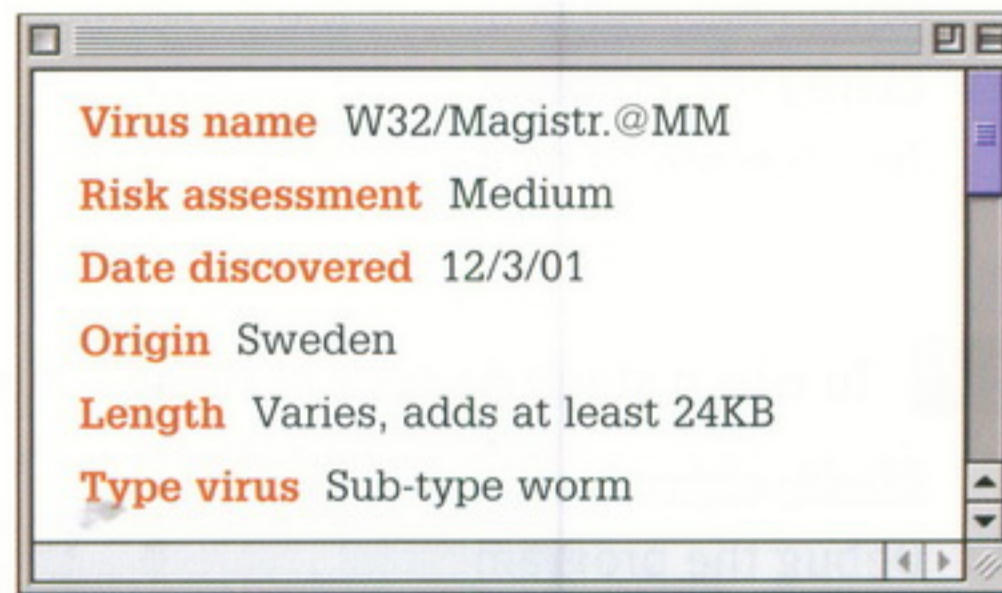 Virus name W32/Magistr.@MM
Risk assessment Medium
Date discovered 12/3/01
Origin Sweden
Length Varies, adds at least 24KB
Type virus Sub-type worm